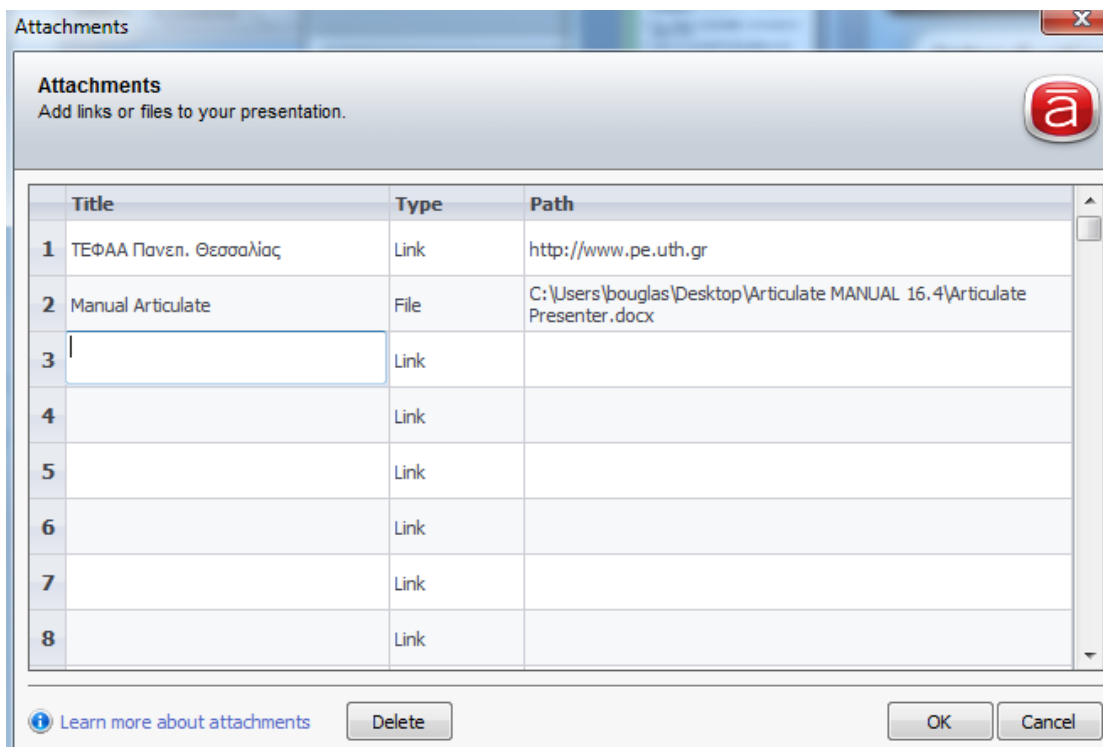 Attachments
x
Attachments
Add links or files to your presentation.
ā
Title Type Path
1 ΤΕΦΑΑ Πανεπ. Θεσσαλίας Link http://www.pe.uth.gr
2 Manual Articulate File C:\Users\bouglas\Desktop\Articulate MANUAL 16.4\Articulate
Presenter.docx
3 Link
4 Link
5 Link
6 Link
7 Link
8 Link
Learn more about attachments Delete OK Cancel